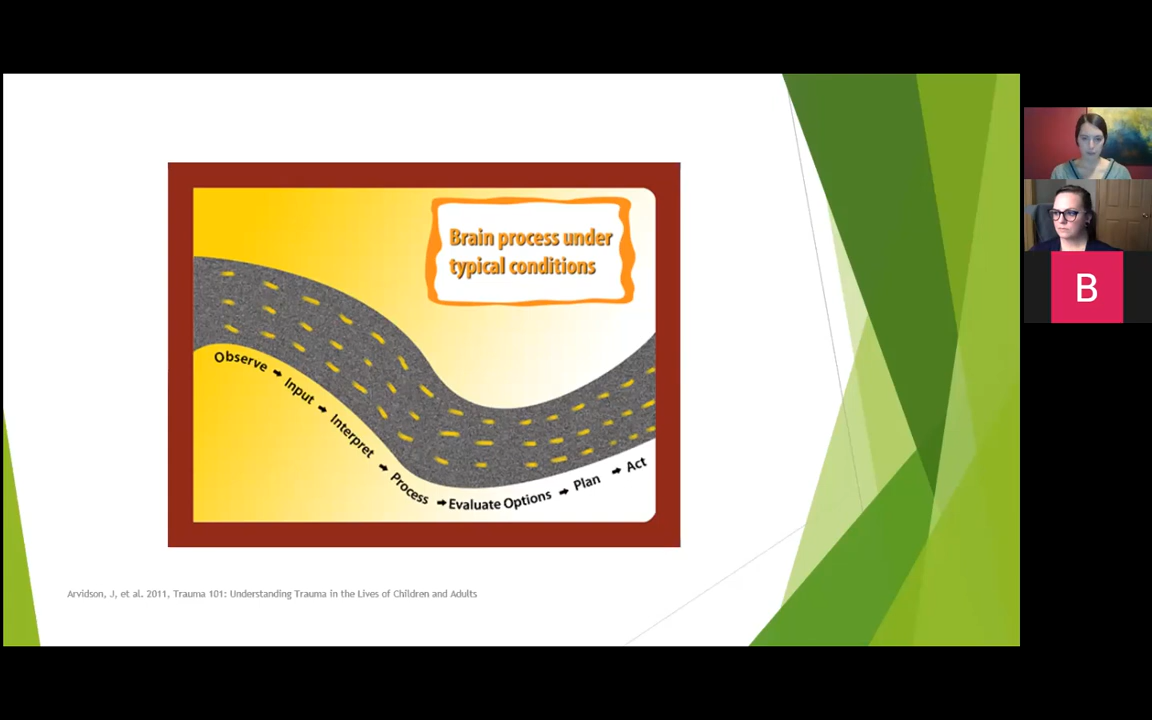 Brain process under
typical conditions
Observe ➡ Input ➡ Interpret ➡ Process ➡ Evaluate Options ➡ Plan ➡ Act
Arvidson, J, et al. 2011, Trauma 101: Understanding Trauma in the Lives of Children and Adults
B